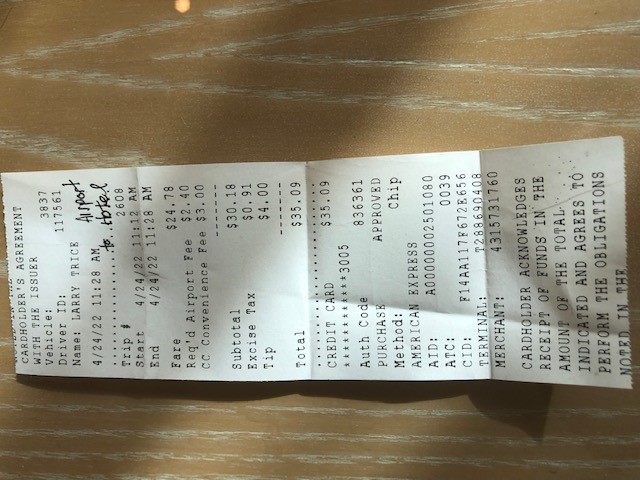 NOTED IN THE
CARDHOLDER'S AGREEMENT
WITH THE ISSUER
Vehicle: 3837
Driver ID: 117561
Name: LARRY TRICE
Airport
4/24/22 11:28 AM
to Hotel
Trip # 2608
Start 4/24/22 11:12 AM
End 4/24/22 11:28 AM
Fare $24.78
Req'd Airport Fee $2.40
CC Convenience Fee $3.00
-------
Subtotal $30.18
Excise Tax $0.91
Tip $4.00
-------
Total $35.09
CREDIT CARD $35.09
************3005
Auth Code 836361
PURCHASE APPROVED
Method: Chip
AMERICAN EXPRESS
AID: A00000002501080
ATC: 0039
CID: F14AA117F672E656
TERMINAL: T288690408
MERCHANT: 4315731760
CARDHOLDER ACKNOWLEDGES
RECEIPT OF FUNDS IN THE
AMOUNT OF THE TOTAL
INDICATED AND AGREES TO
PERFORM THE OBLIGATIONS
NOTED IN THE